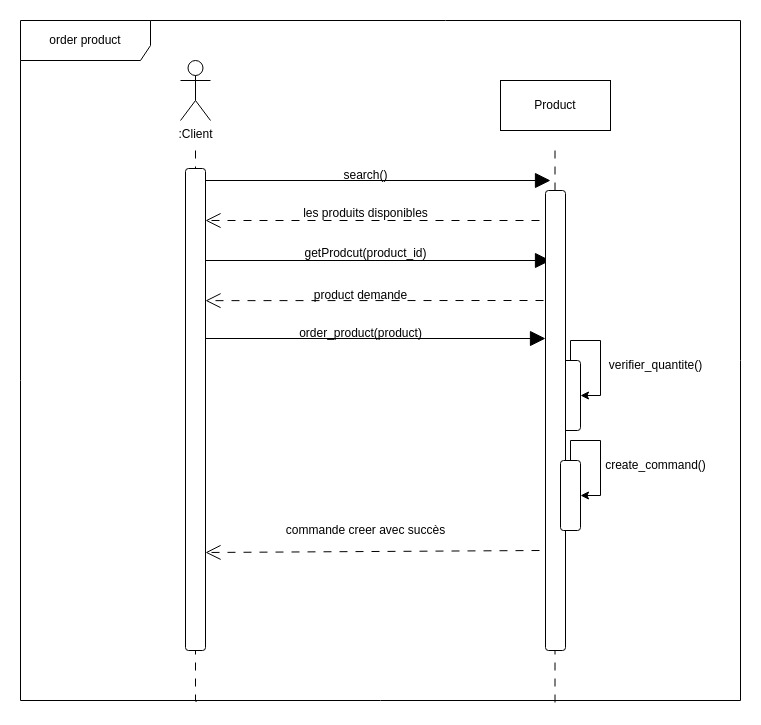 order product
:Client
Product
search()
les produits disponibles
getProdcut(product_id)
product demande
order_product(product)
verifier_quantite()
create_command()
commande creer avec succès